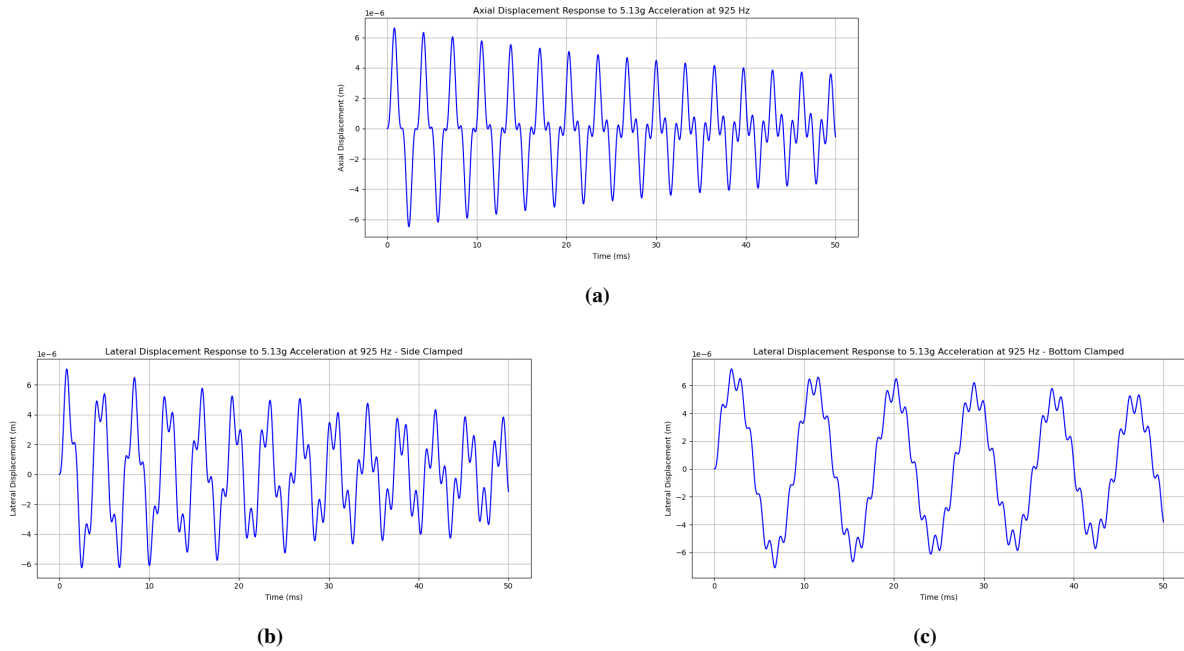 Axial Displacement Response to 5.13g Acceleration at 925 Hz
1e−6
6
4
2
0
−2
−4
−6
Axial Displacement (m)
0 10 20 30 40 50
Time (ms)
(a)
Lateral Displacement Response to 5.13g Acceleration at 925 Hz - Side Clamped
1e−6
6
4
2
0
−2
−4
−6
Lateral Displacement (m)
0 10 20 30 40 50
Time (ms)
(b)
Lateral Displacement Response to 5.13g Acceleration at 925 Hz - Bottom Clamped
1e−6
6
4
2
0
−2
−4
−6
Lateral Displacement (m)
0 10 20 30 40 50
Time (ms)
(c)